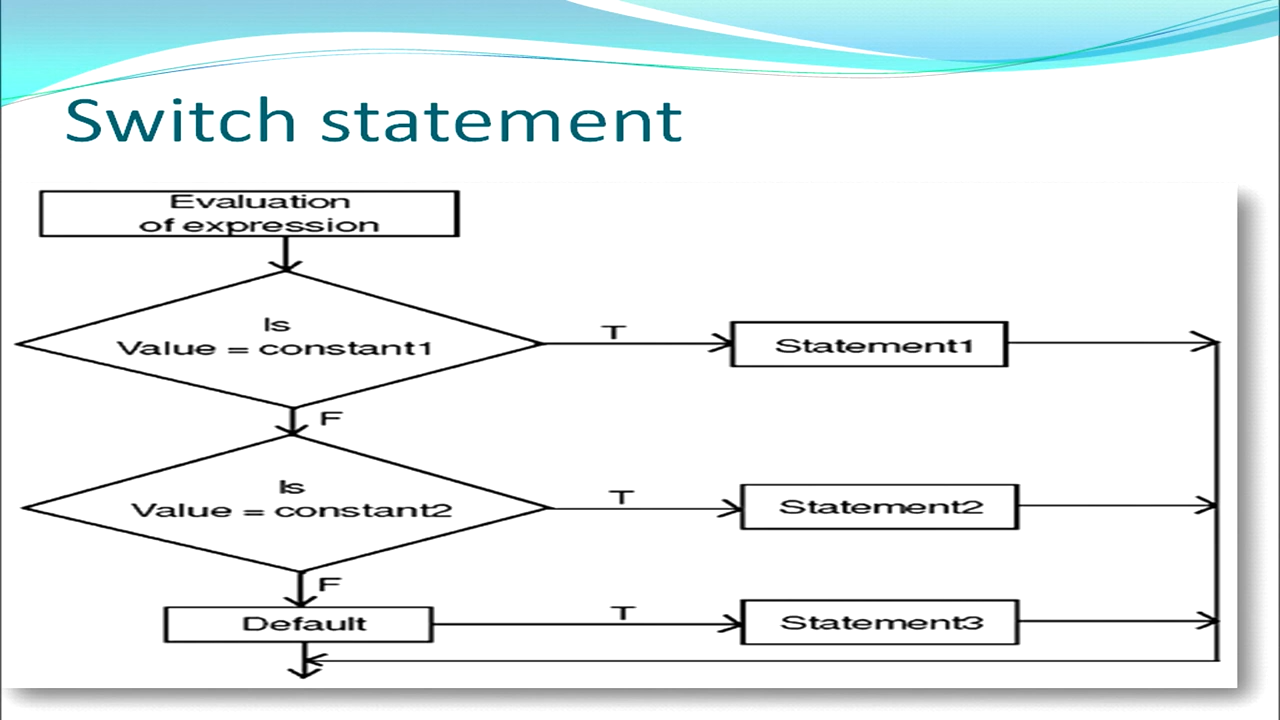 Switch statement
Evaluation
of expression
Is
Value = constant1
T
Statement1
F
Is
Value = constant2
T
Statement2
F
Default
T
Statement3